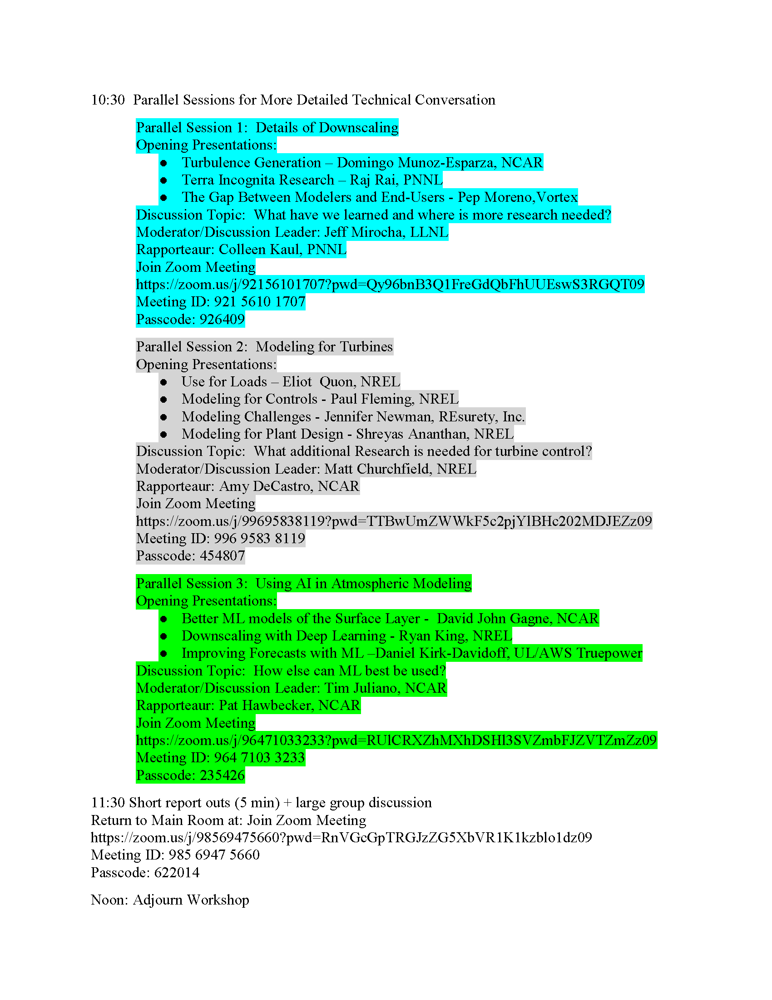 10:30  Parallel Sessions for More Detailed Technical Conversation
Parallel Session 1:  Details of Downscaling
Opening Presentations:
● Turbulence Generation – Domingo Munoz-Esparza, NCAR
● Terra Incognita Research – Raj Rai, PNNL
● The Gap Between Modelers and End-Users - Pep Moreno,Vortex
Discussion Topic:  What have we learned and where is more research needed?
Moderator/Discussion Leader: Jeff Mirocha, LLNL
Rapporteaur: Colleen Kaul, PNNL
Join Zoom Meeting
https://zoom.us/j/92156101707?pwd=Qy96bnB3Q1FreGdQbFhUUEswS3RGQT09
Meeting ID: 921 5610 1707
Passcode: 926409
Parallel Session 2:  Modeling for Turbines
Opening Presentations:
● Use for Loads – Eliot  Quon, NREL
● Modeling for Controls - Paul Fleming, NREL
● Modeling Challenges - Jennifer Newman, REsurety, Inc.
● Modeling for Plant Design - Shreyas Ananthan, NREL
Discussion Topic:  What additional Research is needed for turbine control?
Moderator/Discussion Leader: Matt Churchfield, NREL
Rapporteaur: Amy DeCastro, NCAR
Join Zoom Meeting
https://zoom.us/j/99695838119?pwd=TTBwUmZWWkF5c2pjYlBHc202MDJEZz09
Meeting ID: 996 9583 8119
Passcode: 454807
Parallel Session 3:  Using AI in Atmospheric Modeling
Opening Presentations:
● Better ML models of the Surface Layer -  David John Gagne, NCAR
● Downscaling with Deep Learning - Ryan King, NREL
● Improving Forecasts with ML –Daniel Kirk-Davidoff, UL/AWS Truepower
Discussion Topic:  How else can ML best be used?
Moderator/Discussion Leader: Tim Juliano, NCAR
Rapporteaur: Pat Hawbecker, NCAR
Join Zoom Meeting
https://zoom.us/j/96471033233?pwd=RUlCRXZhMXhDSHl3SVZmbFJZVTZmZz09
Meeting ID: 964 7103 3233
Passcode: 235426
11:30 Short report outs (5 min) + large group discussion
Return to Main Room at: Join Zoom Meeting
https://zoom.us/j/98569475660?pwd=RnVGcGpTRGJzZG5XbVR1K1kzblo1dz09
Meeting ID: 985 6947 5660
Passcode: 622014
Noon: Adjourn Workshop